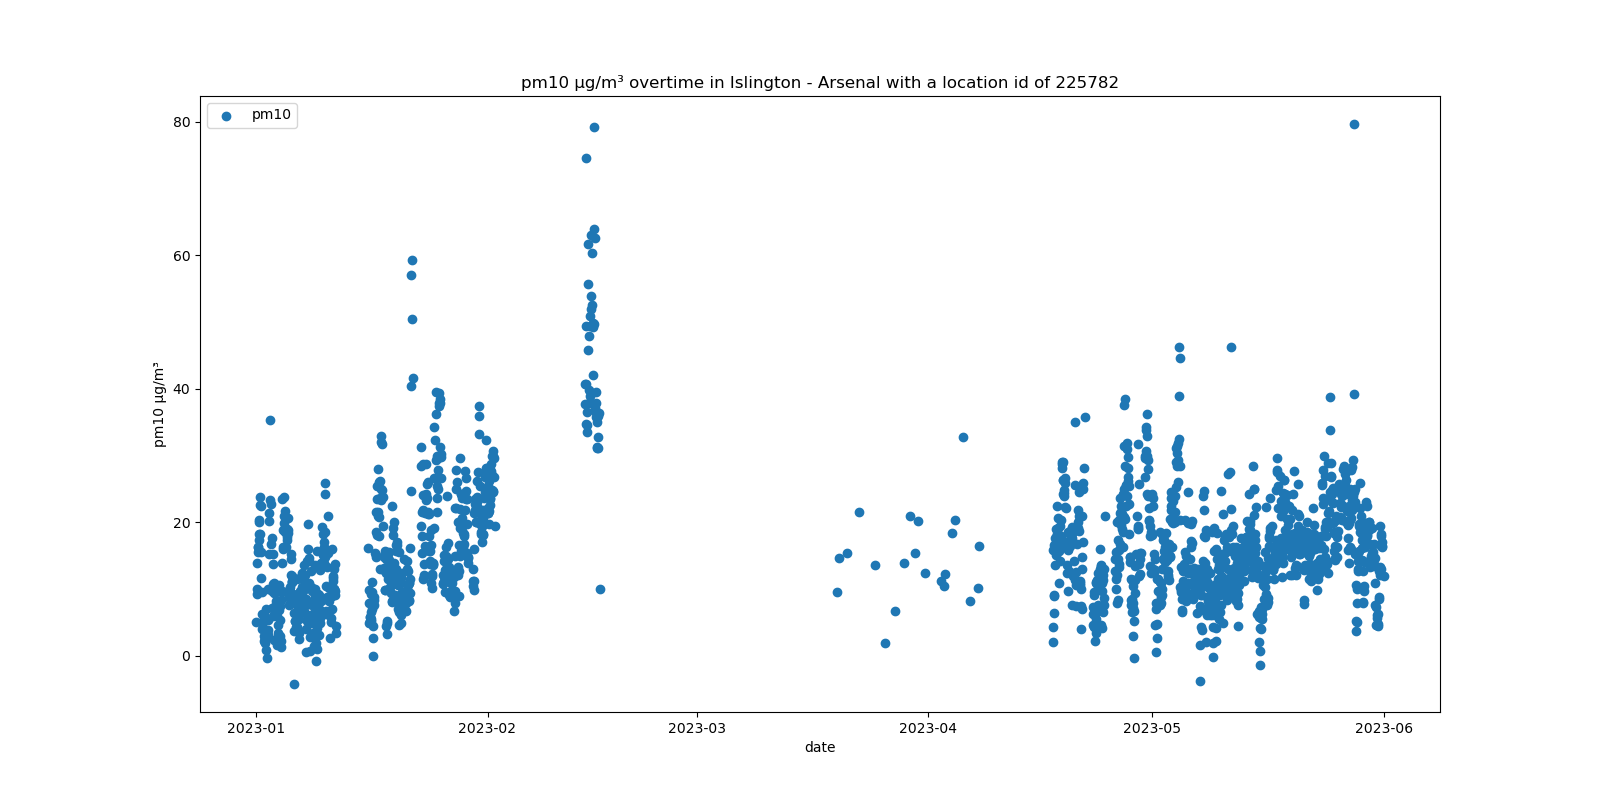 pm10 µg/m³ overtime in Islington - Arsenal with a location id of 225782
pm10
80
60
40
20
0
pm10 µg/m³
2023-01 2023-02 2023-03 2023-04 2023-05 2023-06
date